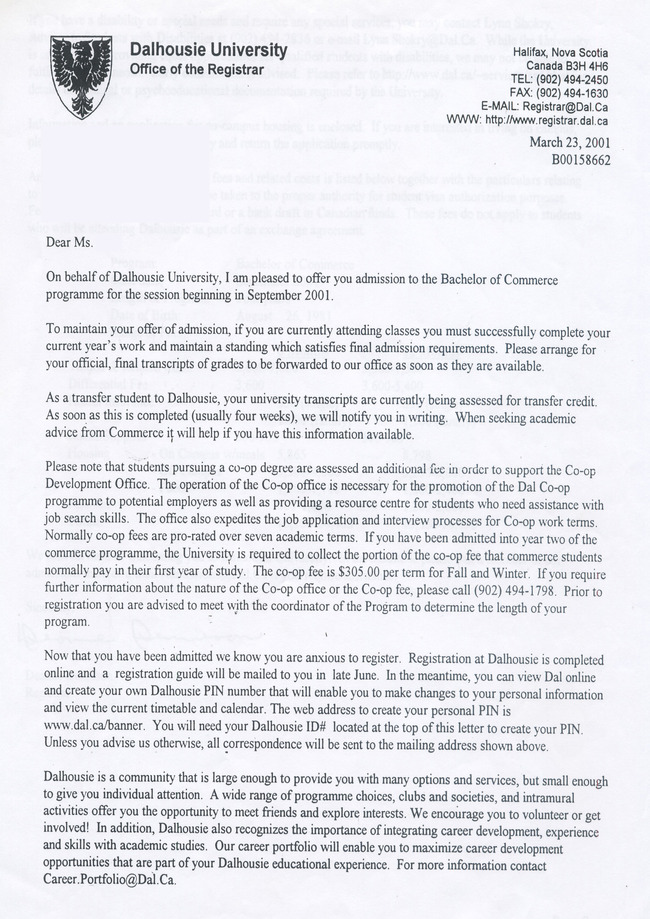 Dalhousie University
Office of the Registrar
Halifax, Nova Scotia
Canada B3H 4H6
TEL: (902) 494-2450
FAX: (902) 494-1630
E-MAIL: Registrar@Dal.Ca
WWW: http://www.registrar.dal.ca
March 23, 2001
B00158662
Dear Ms.
On behalf of Dalhousie University, I am pleased to offer you admission to the Bachelor of Commerce
programme for the session beginning in September 2001.
To maintain your offer of admission, if you are currently attending classes you must successfully complete your
current year's work and maintain a standing which satisfies final admission requirements. Please arrange for
your official, final transcripts of grades to be forwarded to our office as soon as they are available.
As a transfer student to Dalhousie, your university transcripts are currently being assessed for transfer credit.
As soon as this is completed (usually four weeks), we will notify you in writing. When seeking academic
advice from Commerce it will help if you have this information available.
Please note that students pursuing a co-op degree are assessed an additional fee in order to support the Co-op
Development Office. The operation of the Co-op office is necessary for the promotion of the Dal Co-op
programme to potential employers as well as providing a resource centre for students who need assistance with
job search skills. The office also expedites the job application and interview processes for Co-op work terms.
Normally co-op fees are pro-rated over seven academic terms. If you have been admitted into year two of the
commerce programme, the University is required to collect the portion of the co-op fee that commerce students
normally pay in their first year of study. The co-op fee is $305.00 per term for Fall and Winter. If you require
further information about the nature of the Co-op office or the Co-op fee, please call (902) 494-1798. Prior to
registration you are advised to meet with the coordinator of the Program to determine the length of your
program.
Now that you have been admitted we know you are anxious to register. Registration at Dalhousie is completed
online and a registration guide will be mailed to you in late June. In the meantime, you can view Dal online
and create your own Dalhousie PIN number that will enable you to make changes to your personal information
and view the current timetable and calendar. The web address to create your personal PIN is
www.dal.ca/banner. You will need your Dalhousie ID# located at the top of this letter to create your PIN.
Unless you advise us otherwise, all correspondence will be sent to the mailing address shown above.
Dalhousie is a community that is large enough to provide you with many options and services, but small enough
to give you individual attention. A wide range of programme choices, clubs and societies, and intramural
activities offer you the opportunity to meet friends and explore interests. We encourage you to volunteer or get
involved! In addition, Dalhousie also recognizes the importance of integrating career development, experience
and skills with academic studies. Our career portfolio will enable you to maximize career development
opportunities that are part of your Dalhousie educational experience. For more information contact
Career.Portfolio@Dal.Ca.